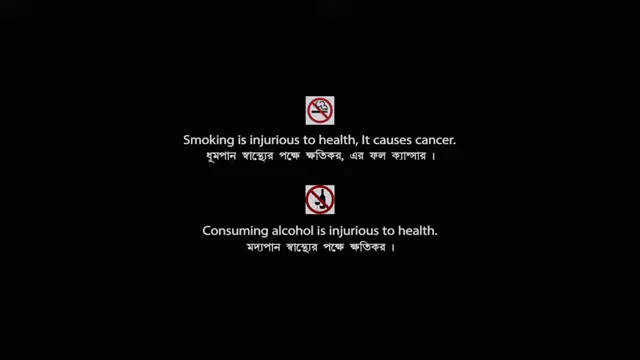 Smoking is injurious to health, It causes cancer.
ধূমপান স্বাস্থ্যের পক্ষে ক্ষতিকর, এর ফল ক্যান্সার ।
Consuming alcohol is injurious to health.
মদ্যপান স্বাস্থ্যের পক্ষে ক্ষতিকর ।